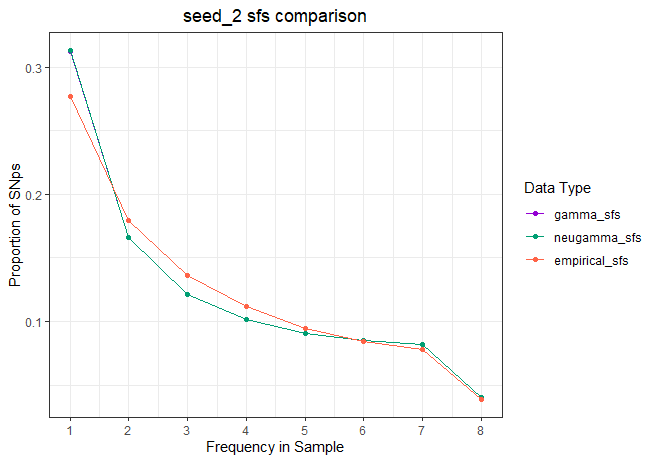 seed_2 sfs comparison
Proportion of SNps
0.3
0.2
0.1
1 2 3 4 5 6 7 8
Frequency in Sample
Data Type
gamma_sfs
neugamma_sfs
empirical_sfs